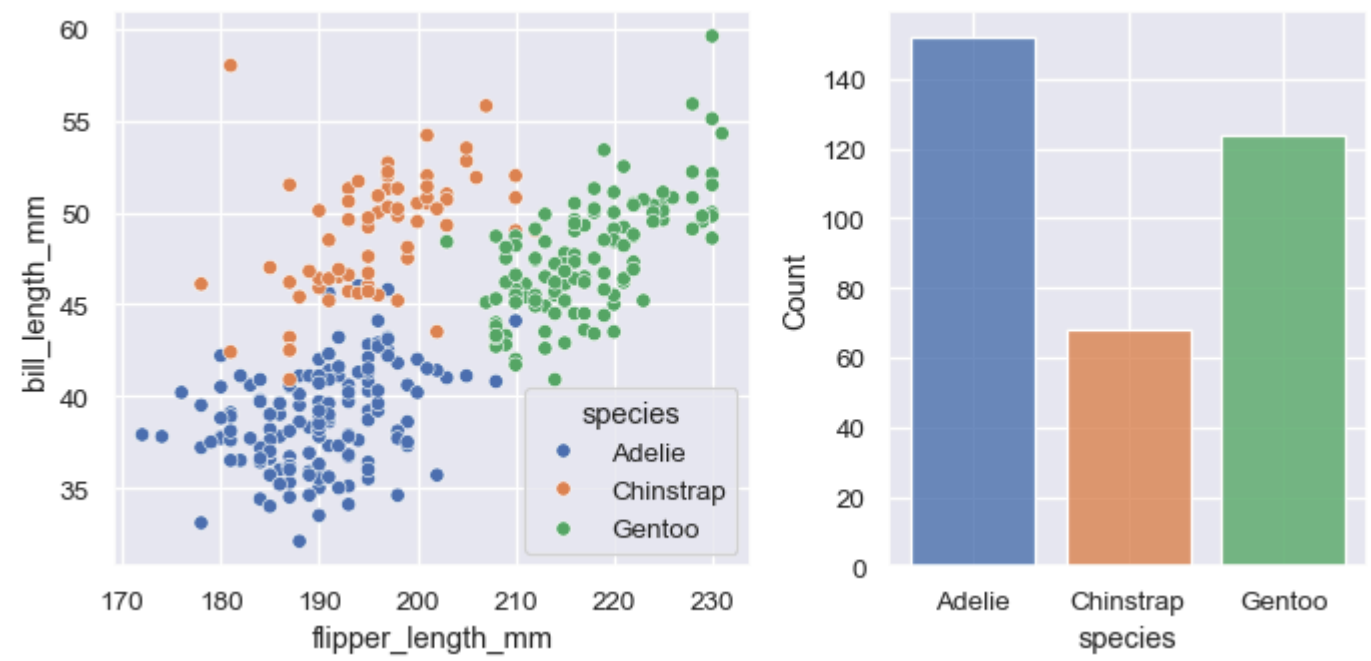 60
55
50
45
40
35
bill_length_mm
170 180 190 200 210 220 230
flipper_length_mm
species
Adelie
Chinstrap
Gentoo
140
120
100
80
60
40
20
0
Count
Adelie Chinstrap Gentoo
species